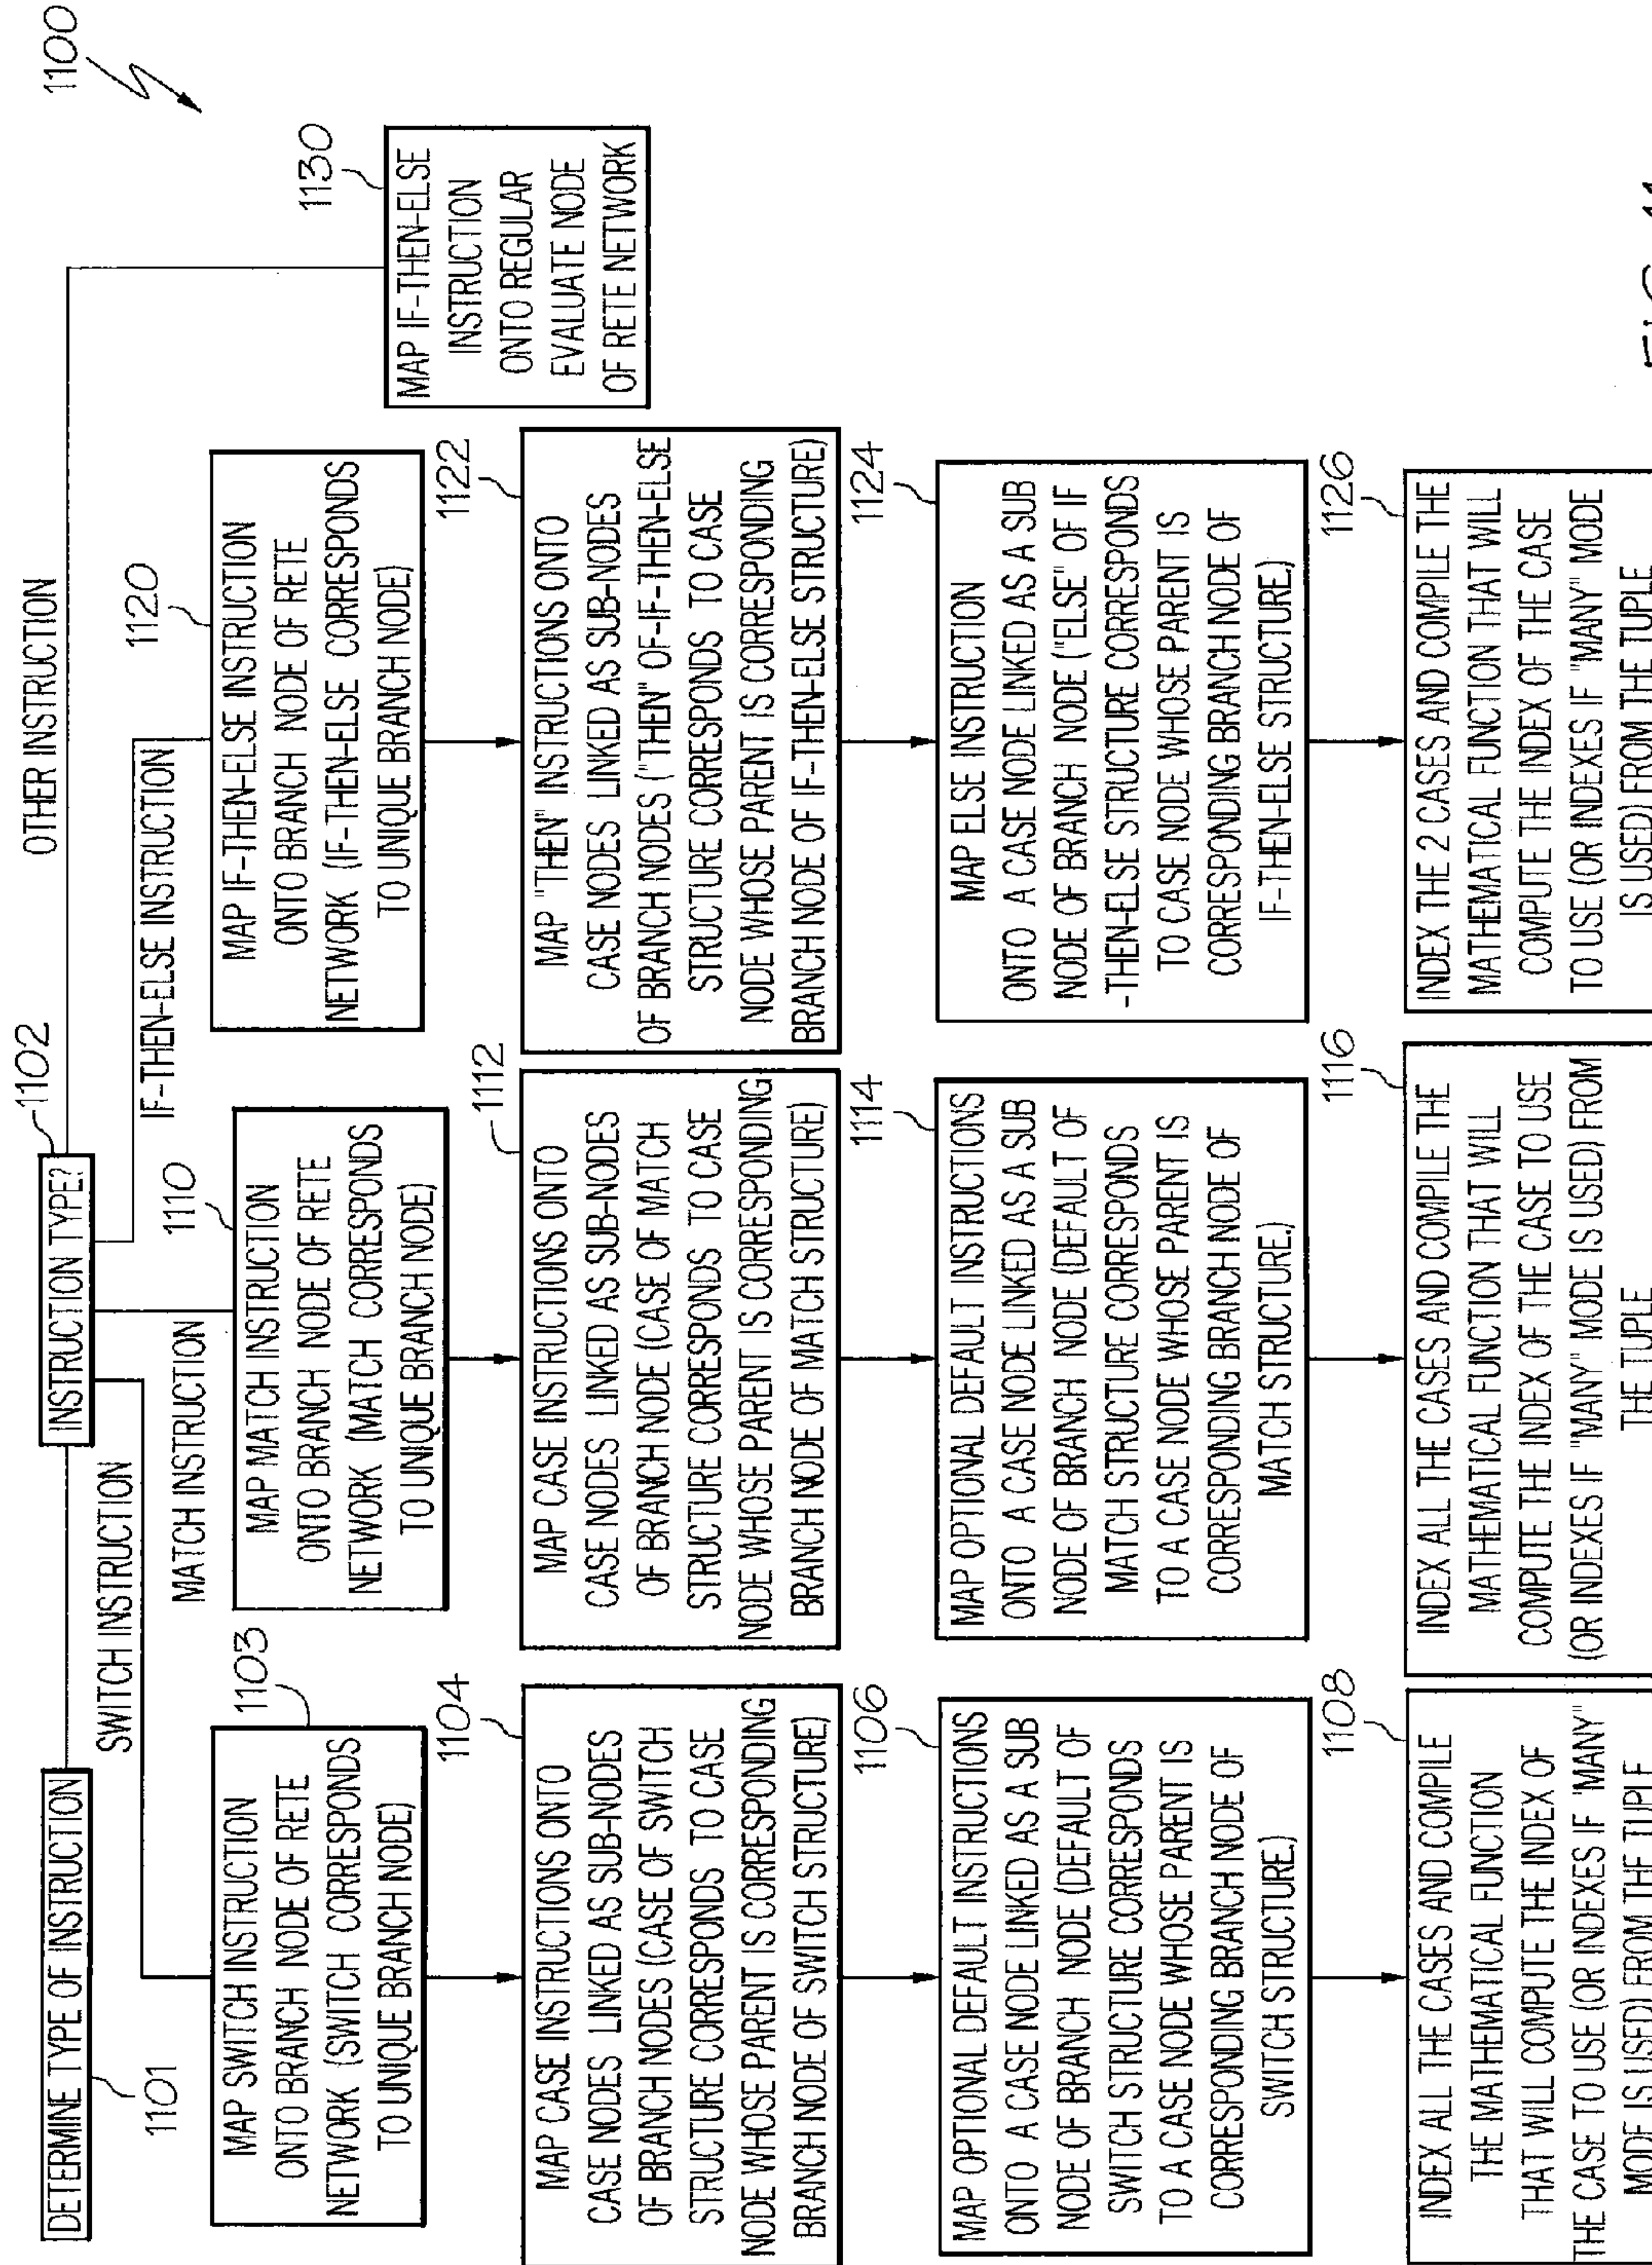 1100
DETERMINE TYPE OF INSTRUCTION
1101
INSTRUCTION TYPE?
1102
SWITCH INSTRUCTION
MATCH INSTRUCTION
IF-THEN-ELSE INSTRUCTION
OTHER INSTRUCTION
1103
MAP SWITCH INSTRUCTION
ONTO BRANCH NODE OF RETE
NETWORK (SWITCH CORRESPONDS
TO UNIQUE BRANCH NODE)
1104
MAP CASE INSTRUCTIONS ONTO
CASE NODES LINKED AS SUB-NODES
OF BRANCH NODES (CASE OF SWITCH
STRUCTURE CORRESPONDS TO CASE
NODE WHOSE PARENT IS CORRESPONDING
BRANCH NODE OF SWITCH STRUCTURE)
1106
MAP OPTIONAL DEFAULT INSTRUCTIONS
ONTO A CASE NODE LINKED AS A SUB
NODE OF BRANCH NODE (DEFAULT OF
SWITCH STRUCTURE CORRESPONDS
TO A CASE NODE WHOSE PARENT IS
CORRESPONDING BRANCH NODE OF
SWITCH STRUCTURE.)
1108
INDEX ALL THE CASES AND COMPILE
THE MATHEMATICAL FUNCTION
THAT WILL COMPUTE THE INDEX OF
THE CASE TO USE (OR INDEXES IF "MANY"
MODE IS USED) FROM THE TUPLE
1110
MAP MATCH INSTRUCTION
ONTO BRANCH NODE OF RETE
NETWORK (MATCH CORRESPONDS
TO UNIQUE BRANCH NODE)
1112
MAP CASE INSTRUCTIONS ONTO
CASE NODES LINKED AS SUB-NODES
OF BRANCH NODE (CASE OF MATCH
STRUCTURE CORRESPONDS TO CASE
NODE WHOSE PARENT IS CORRESPONDING
BRANCH NODE OF MATCH STRUCTURE)
1114
MAP OPTIONAL DEFAULT INSTRUCTIONS
ONTO A CASE NODE LINKED AS A SUB
NODE OF BRANCH NODE (DEFAULT OF
MATCH STRUCTURE CORRESPONDS
TO A CASE NODE WHOSE PARENT IS
CORRESPONDING BRANCH NODE OF
MATCH STRUCTURE.)
1116
INDEX ALL THE CASES AND COMPILE THE
MATHEMATICAL FUNCTION THAT WILL
COMPUTE THE INDEX OF THE CASE TO USE
(OR INDEXES IF "MANY" MODE IS USED) FROM
THE TUPLE
1120
MAP IF-THEN-ELSE INSTRUCTION
ONTO BRANCH NODE OF RETE
NETWORK (IF-THEN-ELSE CORRESPONDS
TO UNIQUE BRANCH NODE)
1122
MAP "THEN" INSTRUCTIONS ONTO
CASE NODES LINKED AS SUB-NODES
OF BRANCH NODES ("THEN" OF-IF-THEN-ELSE
STRUCTURE CORRESPONDS TO CASE
NODE WHOSE PARENT IS CORRESPONDING
BRANCH NODE OF IF-THEN-ELSE STRUCTURE)
1124
MAP ELSE INSTRUCTION
ONTO A CASE NODE LINKED AS A SUB
NODE OF BRANCH NODE ("ELSE" OF IF
-THEN-ELSE STRUCTURE CORRESPONDS
TO CASE NODE WHOSE PARENT IS
CORRESPONDING BRANCH NODE OF
IF-THEN-ELSE STRUCTURE.)
1126
INDEX THE 2 CASES AND COMPILE THE
MATHEMATICAL FUNCTION THAT WILL
COMPUTE THE INDEX OF THE CASE
TO USE (OR INDEXES IF "MANY" MODE
IS USED) FROM THE TUPLE
1130
MAP IF-THEN-ELSE
INSTRUCTION
ONTO REGULAR
EVALUATE NODE
OF RETE NETWORK